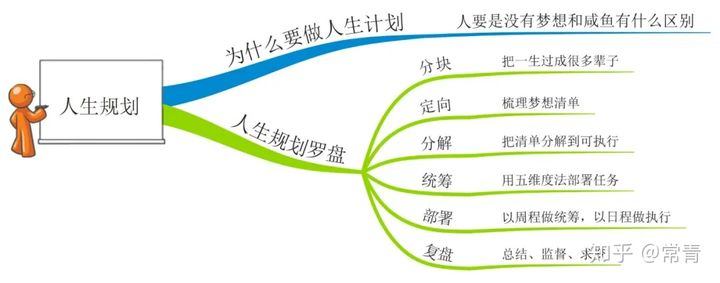 人生规划
为什么要做人生计划
人要是没有梦想和咸鱼有什么区别
人生规划罗盘
分块
把一生过成很多辈子
定向
梳理梦想清单
分解
把清单分解到可执行
统筹
用五维度法部署任务
部署
以周程做统筹，以日程做执行
复盘
总结、监督、求
知乎 @常青